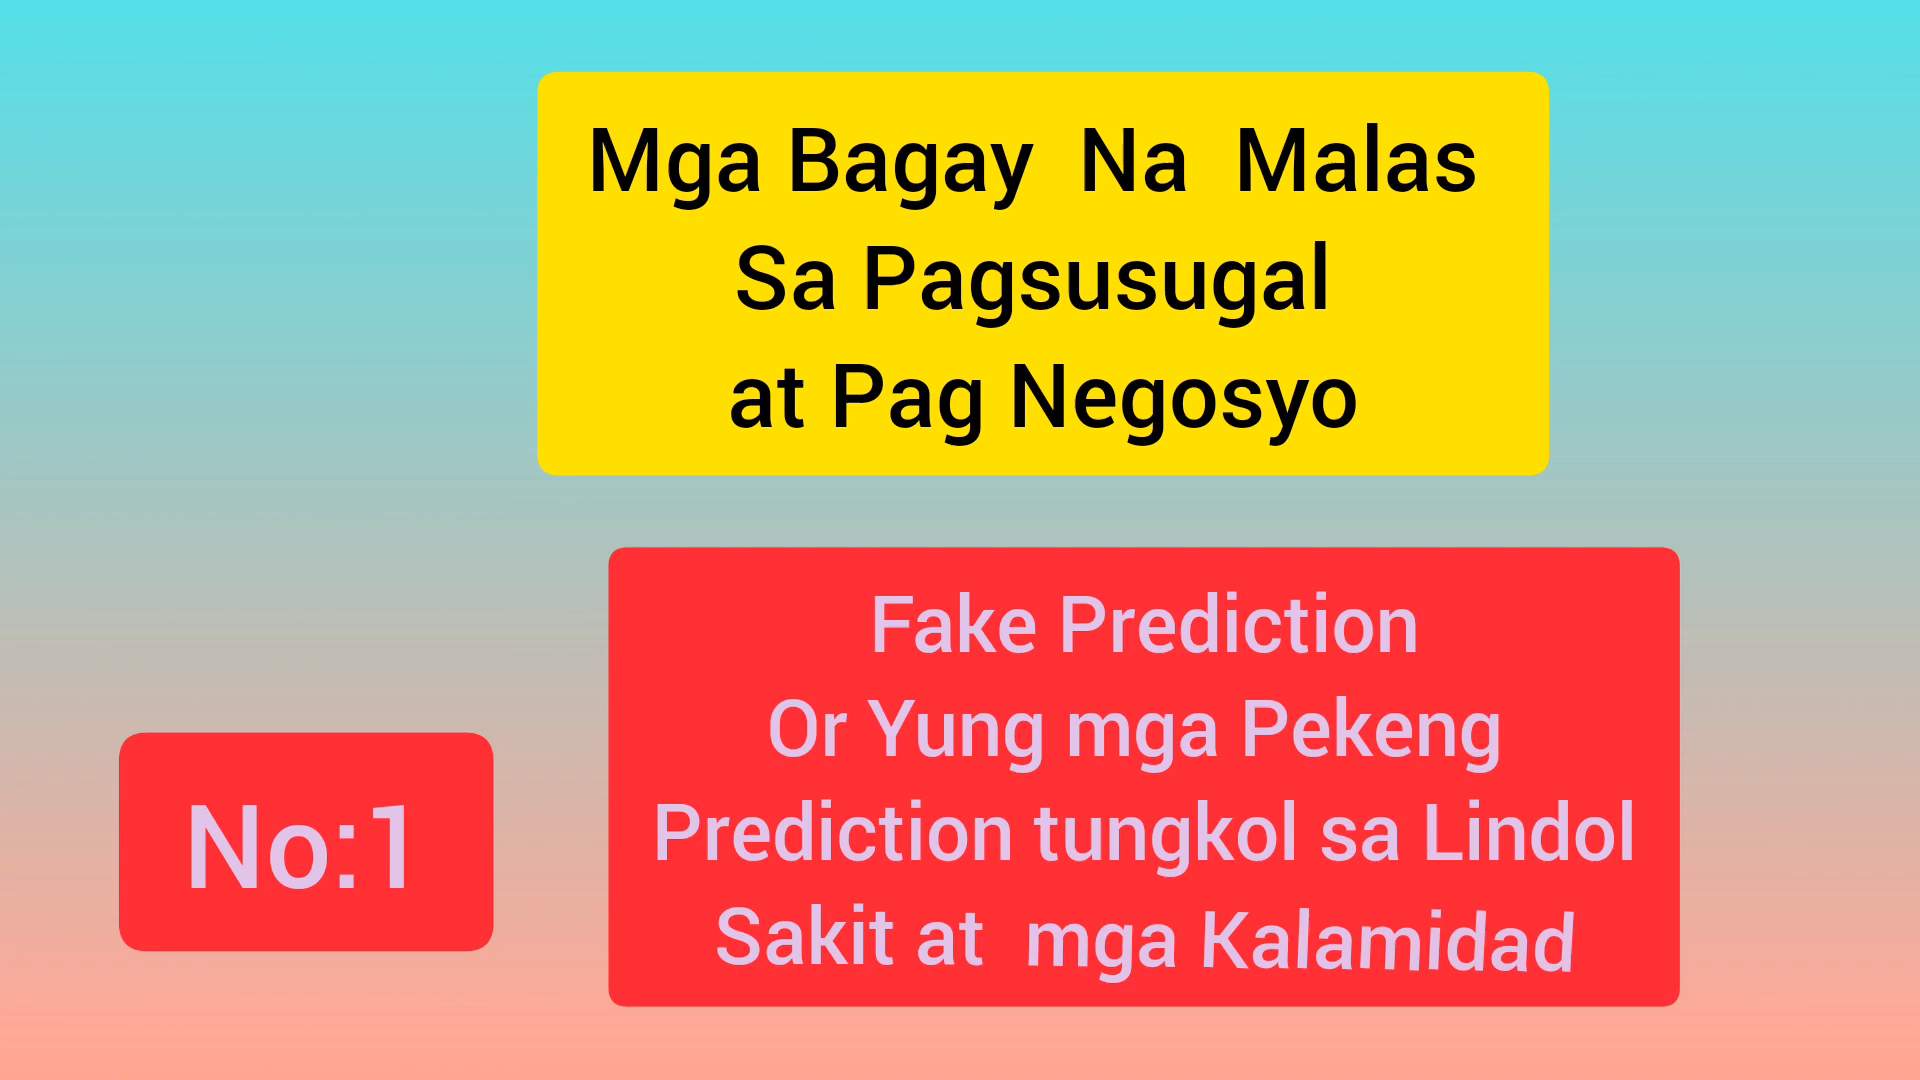 Mga Bagay Na Malas
Sa Pagsusugal
at Pag Negosyo
Fake Prediction
Or Yung mga Pekeng
Prediction tungkol sa Lindol
Sakit at mga Kalamidad
No:1